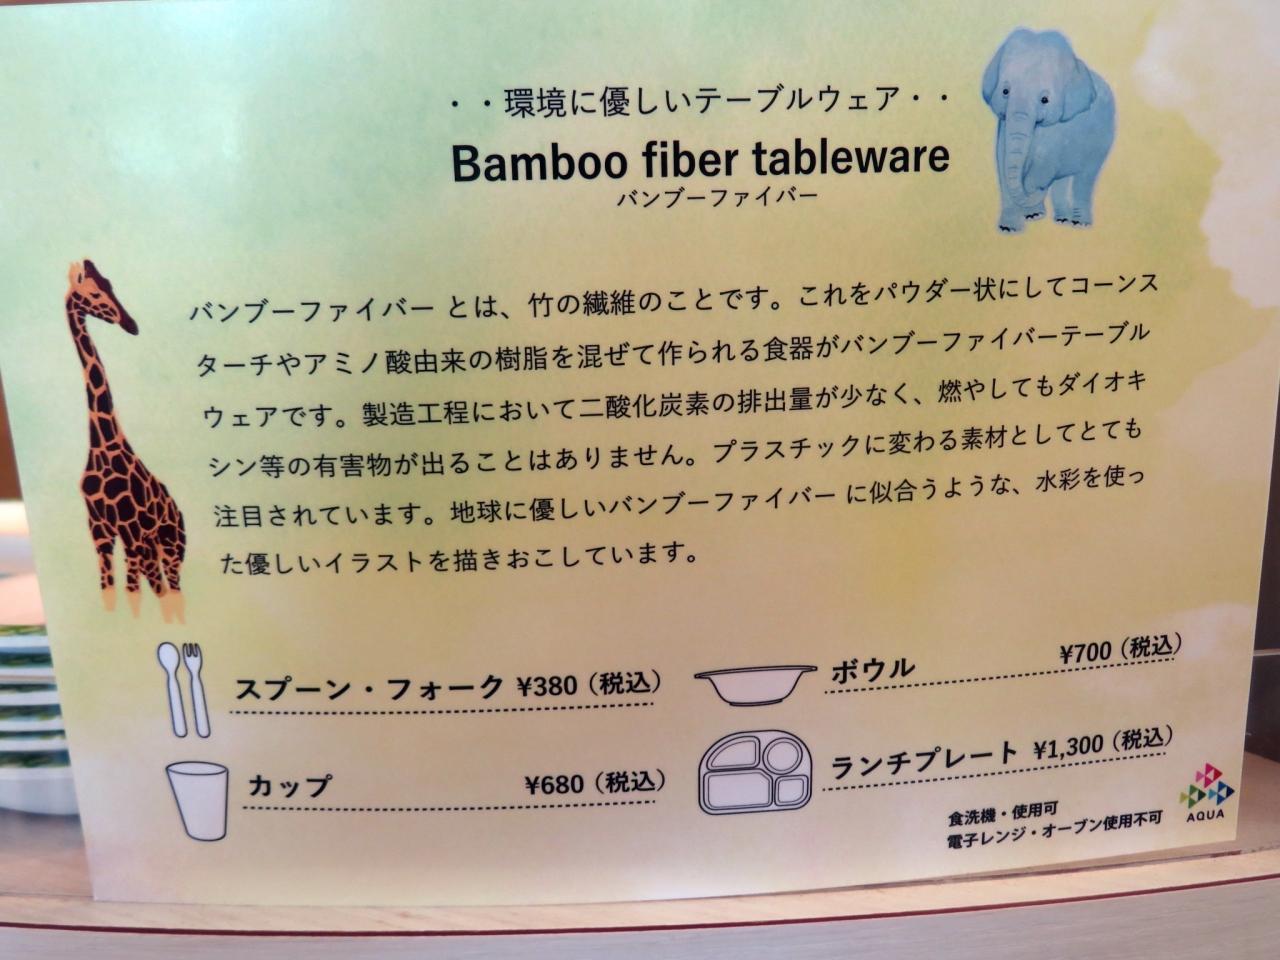 ・・環境に優しいテーブルウェア・・
Bamboo fiber tableware
バンブーファイバー
バンブーファイバー とは、竹の繊維のことです。これをパウダー状にしてコーンス
ターチやアミノ酸由来の樹脂を混ぜて作られる食器がバンブーファイバーテーブル
ウェアです。製造工程において二酸化炭素の排出量が少なく、燃やしてもダイオキ
シン等の有害物が出ることはありません。プラスチックに変わる素材としてとても
注目されています。地球に優しいバンブーファイバー に似合うような、水彩を使っ
た優しいイラストを描きおこしています。
スプーン・フォーク ¥380（税込）
カップ ¥680（税込）
ボウル ¥700（税込）
ランチプレート ¥1,300（税込）
食洗機・使用可
電子レンジ・オーブン使用不可
AQUA